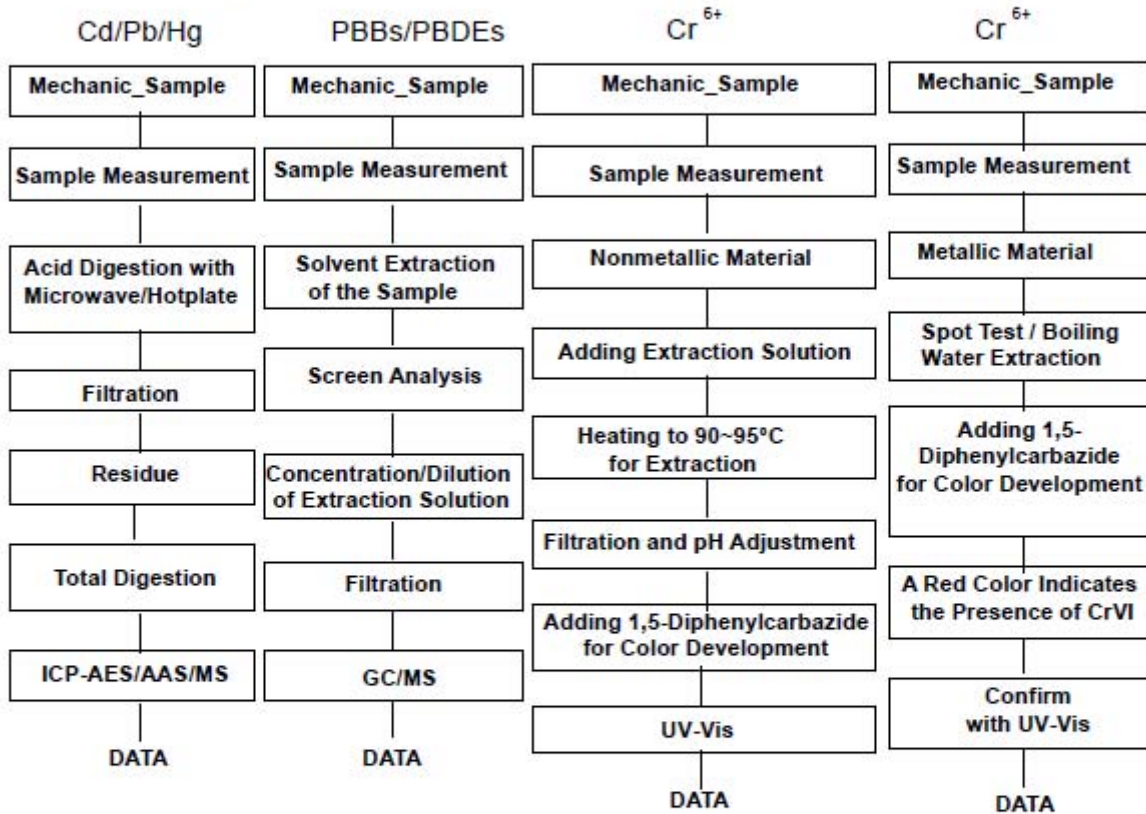 Cd/Pb/Hg
Mechanic_Sample
Sample Measurement
Acid Digestion with
Microwave/Hotplate
Filtration
Residue
Total Digestion
ICP-AES/AAS/MS
DATA
PBBs/PBDEs
Mechanic_Sample
Sample Measurement
Solvent Extraction
of the Sample
Screen Analysis
Concentration/Dilution
of Extraction Solution
Filtration
GC/MS
DATA
Cr 6+
Mechanic_Sample
Sample Measurement
Nonmetallic Material
Adding Extraction Solution
Heating to 90~95ºC
for Extraction
Filtration and pH Adjustment
Adding 1,5-Diphenylcarbazide
for Color Development
UV-Vis
DATA
Cr 6+
Mechanic_Sample
Sample Measurement
Metallic Material
Spot Test / Boiling
Water Extraction
Adding 1,5-
Diphenylcarbazide
for Color Development
A Red Color Indicates
the Presence of CrVI
Confirm
with UV-Vis
DATA